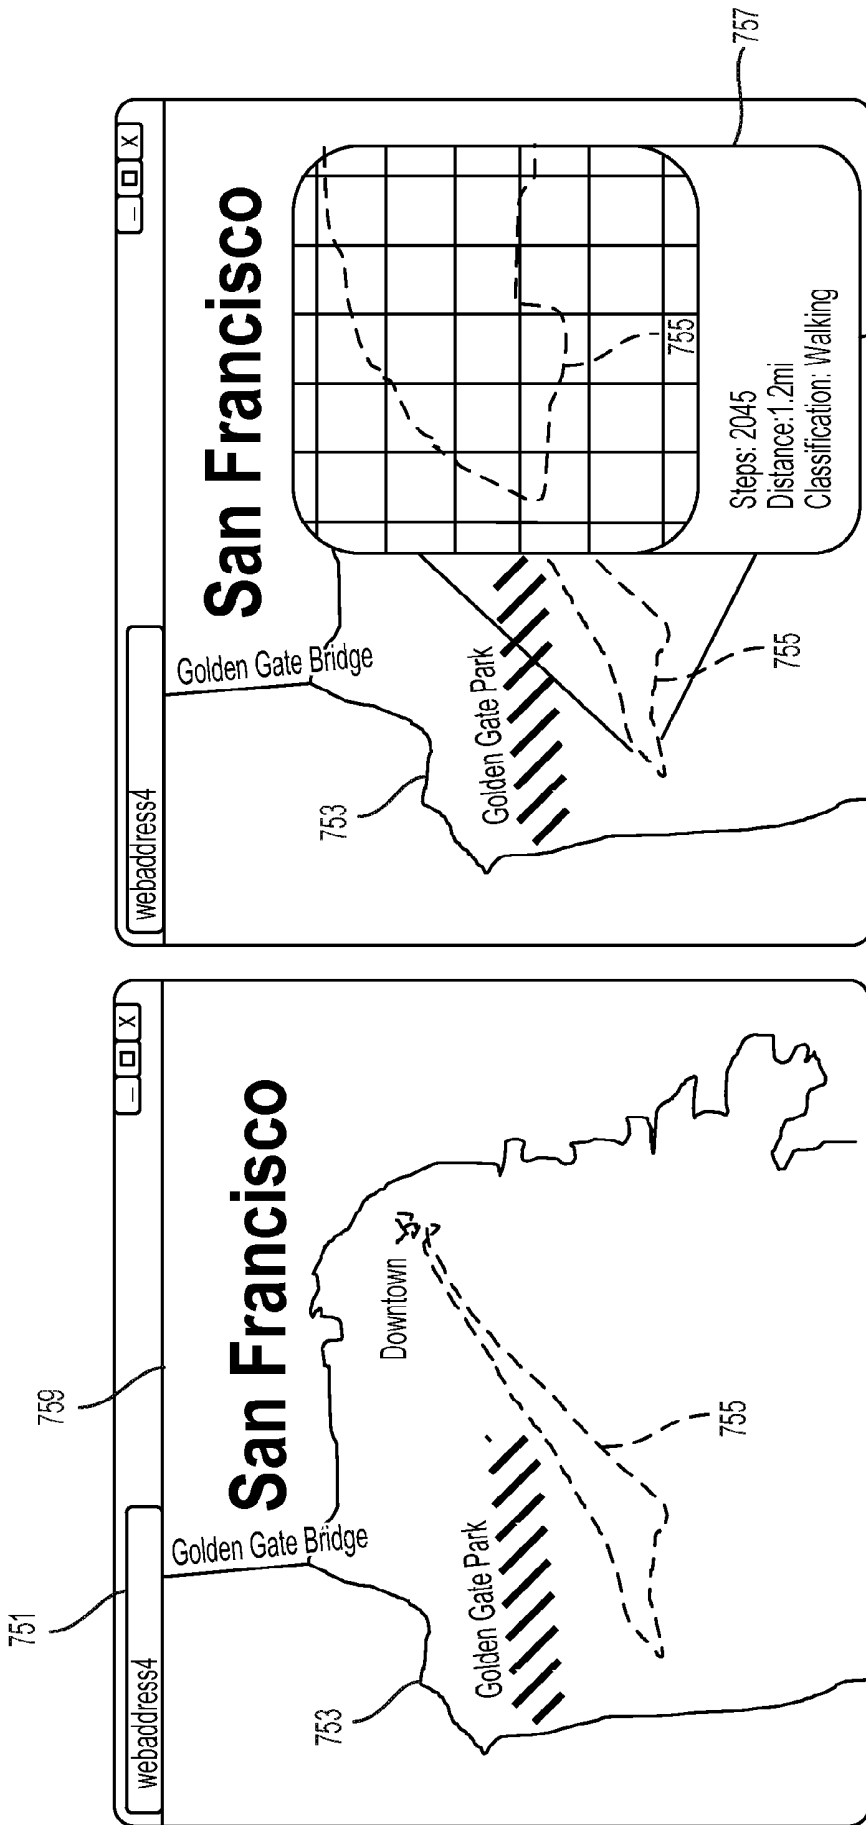 751
759
webaddress4
_ □ X
San Francisco
Golden Gate Bridge
753
Downtown
Golden Gate Park
755
webaddress4
_ □ X
San Francisco
Golden Gate Bridge
753
Golden Gate Park
755
755
Steps: 2045
Distance:1.2mi
Classification: Walking
757